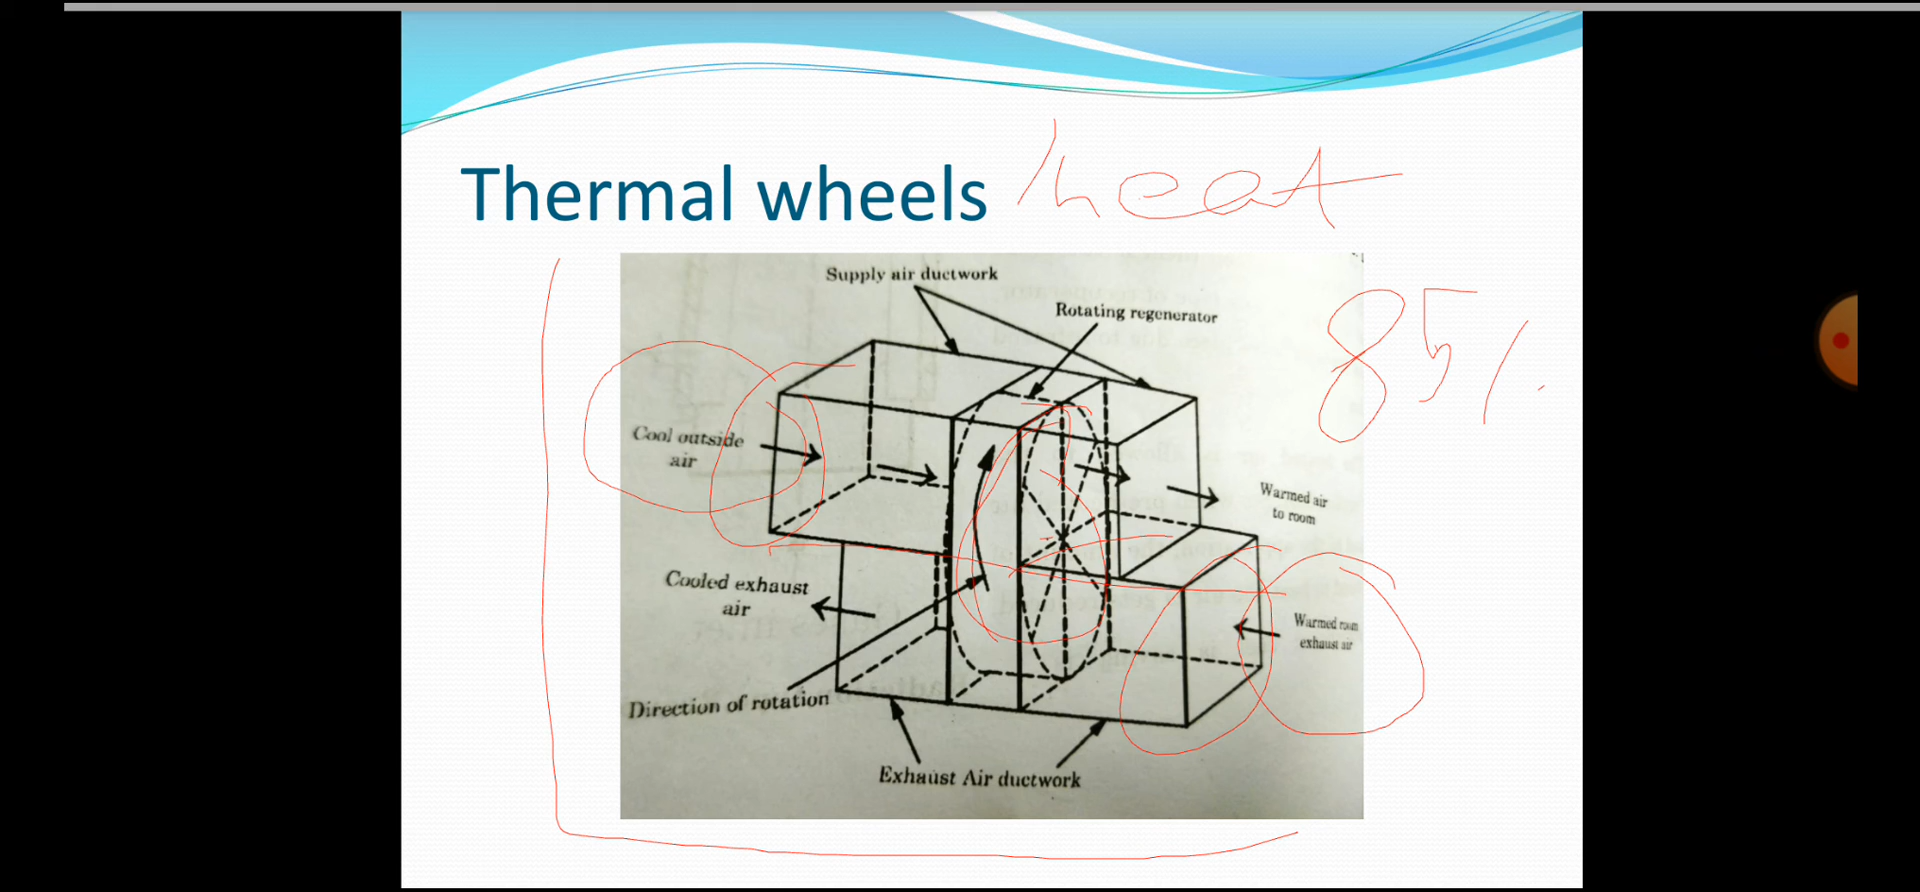 Thermal wheels heat
Supply air ductwork
Rotating regenerator
85%
Cool outside
air
Warmed air
to room
Cooled exhaust
air
Warmed room
exhaust air
Direction of rotation
Exhaust Air ductwork